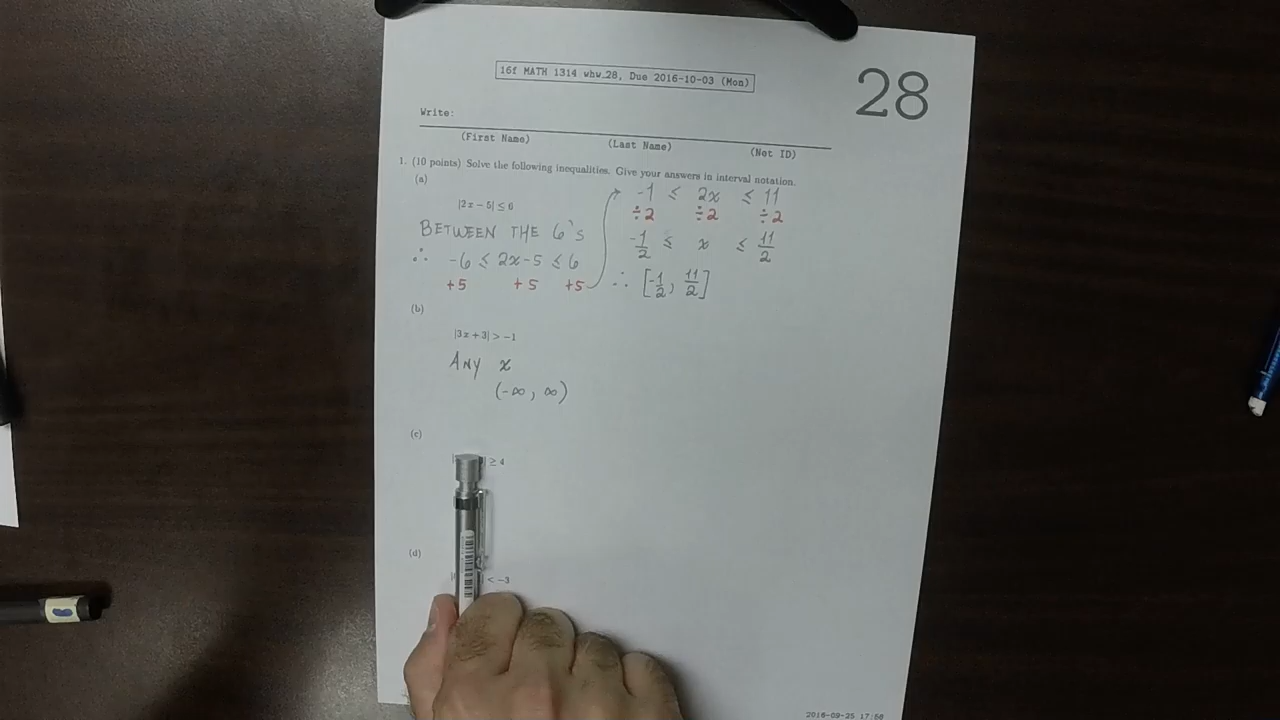 28
16f MATH 1314 whw_28, Due 2016-10-03 (Mon)
Write:
(First Name) (Last Name) (Net ID)
1. (10 points) Solve the following inequalities. Give your answers in interval notation.
(a)
|2x − 5| ≤ 6
BETWEEN THE 6's
∴ -6 ≤ 2x-5 ≤ 6
+5 +5 +5
-1 ≤ 2x ≤ 11
÷2 ÷2 ÷2
-1/2 ≤ x ≤ 11/2
∴ [-1/2, 11/2]
(b)
|3x + 3| > −1
ANY x
(-∞, ∞)
(c)
| ≥ 4
(d)
| < −3
2016-09-25 17:50